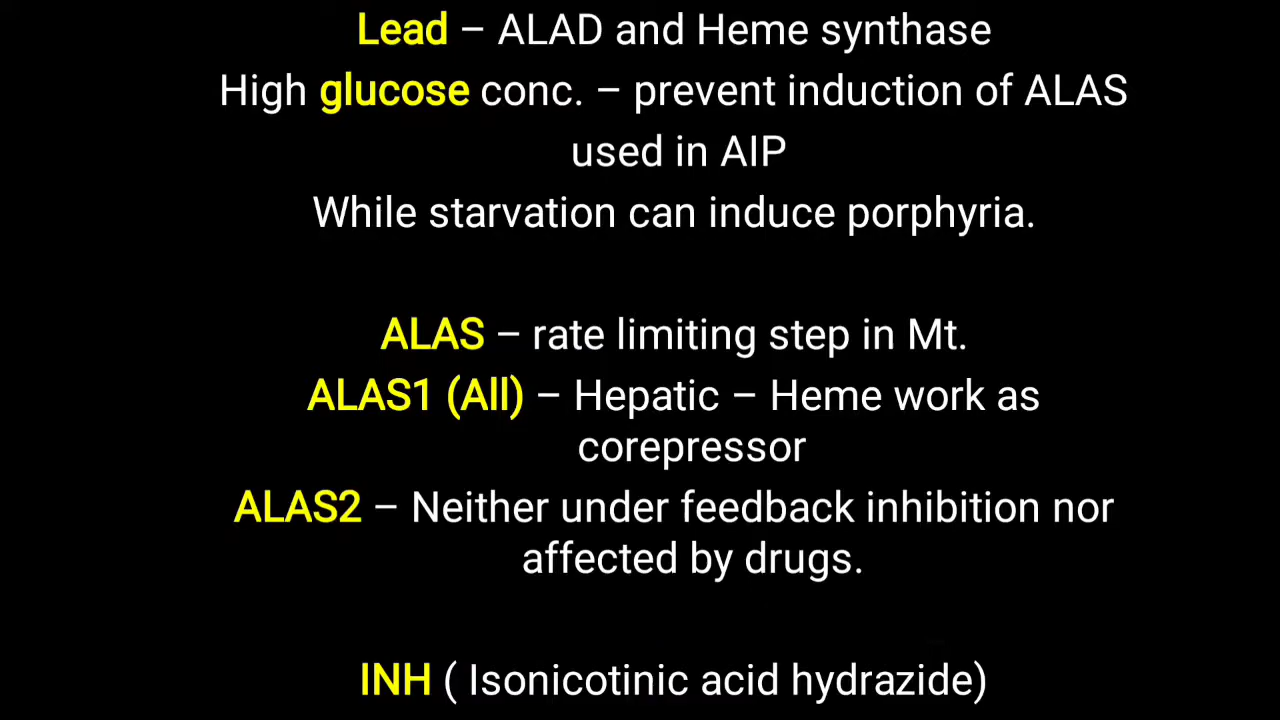 Lead – ALAD and Heme synthase
High glucose conc. – prevent induction of ALAS
used in AIP
While starvation can induce porphyria.
ALAS – rate limiting step in Mt.
ALAS1 (All) – Hepatic – Heme work as
corepressor
ALAS2 – Neither under feedback inhibition nor
affected by drugs.
INH ( Isonicotinic acid hydrazide)